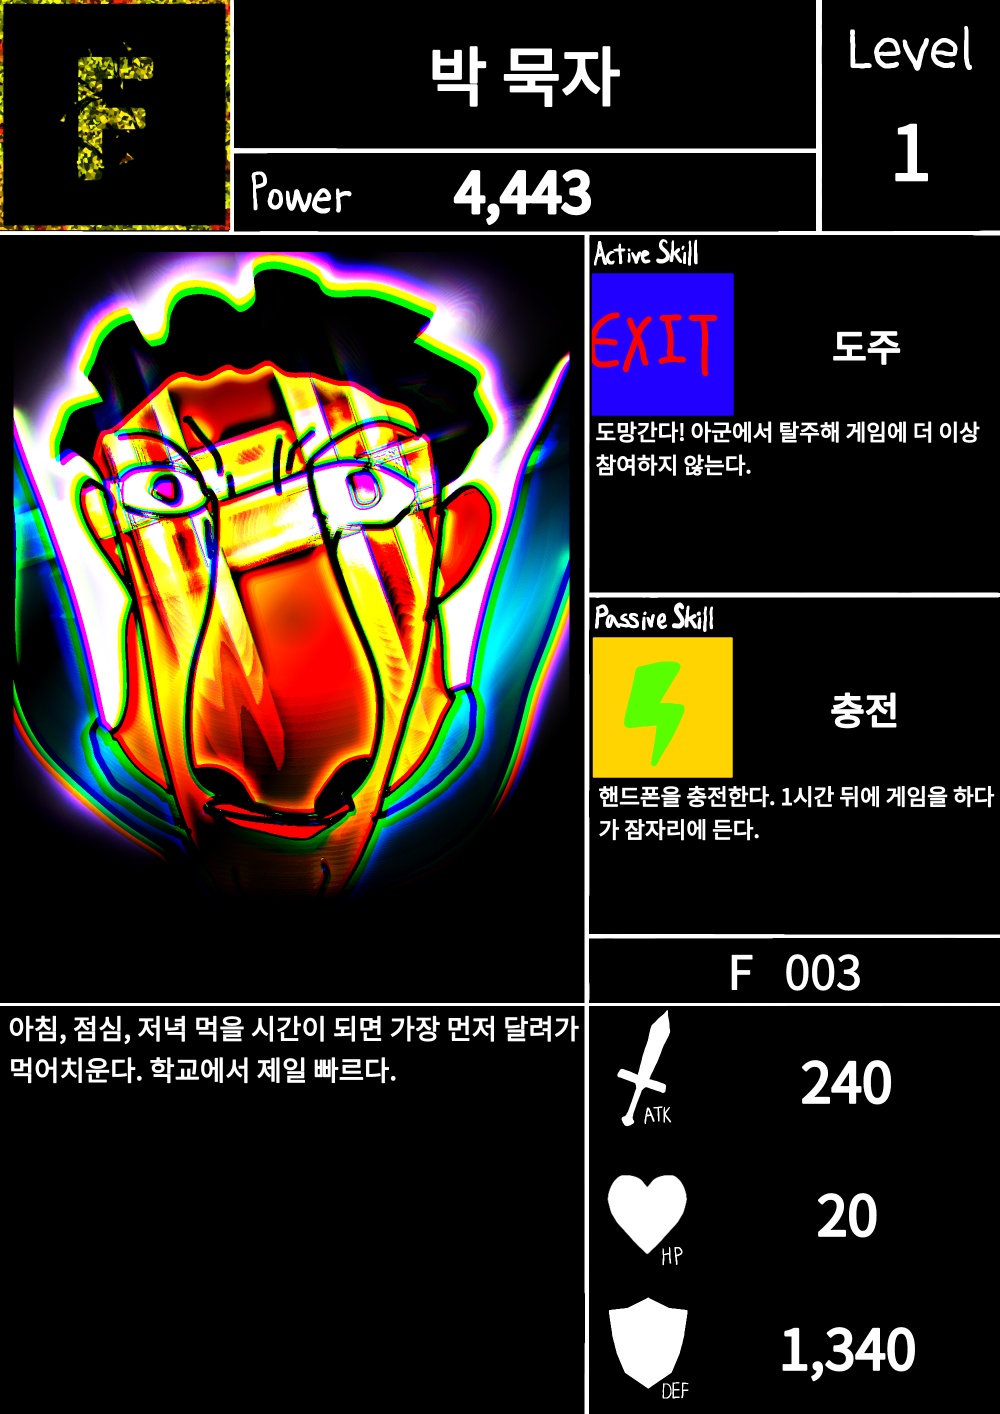 F
박 묵자
Level
1
Power 4,443
Active Skill
EXIT
도주
도망간다! 아군에서 탈주해 게임에 더 이상
참여하지 않는다.
Passive Skill
충전
핸드폰을 충전한다. 1시간 뒤에 게임을 하다
가 잠자리에 든다.
F 003
아침, 점심, 저녁 먹을 시간이 되면 가장 먼저 달려가
먹어치운다. 학교에서 제일 빠르다.
ATK 240
HP 20
DEF 1,340